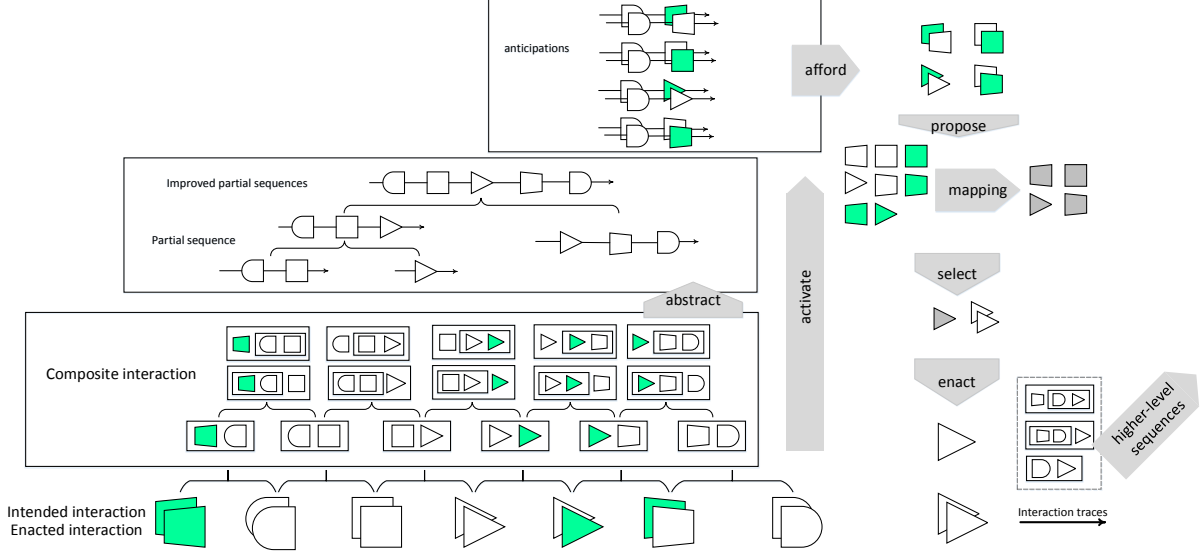 anticipations
afford
propose
Improved partial sequences
mapping
Partial sequence
select
activate
abstract
Composite interaction
enact
higher-level
sequences
Intended interaction
Enacted interaction
Interaction traces